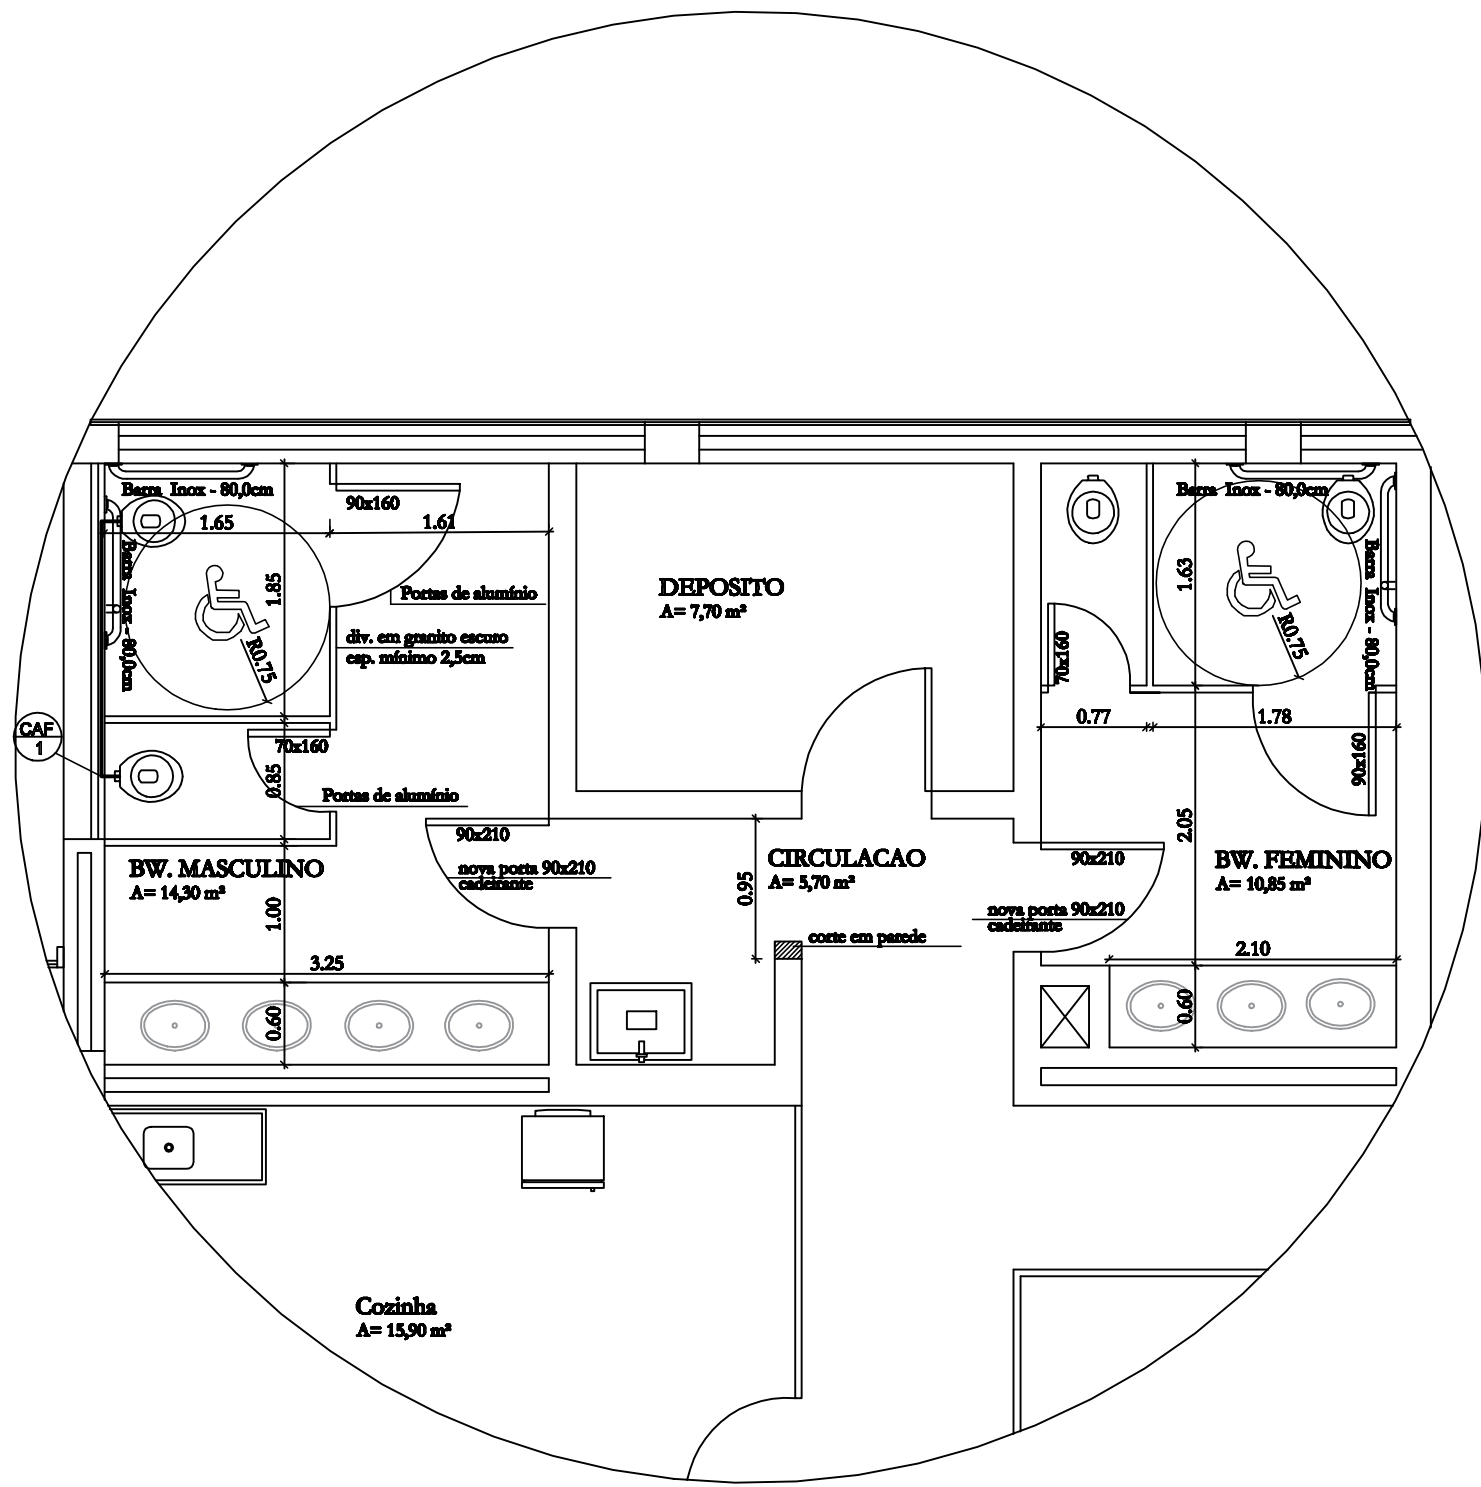 Barra Inox - 80,0cm
90x160
1.65
1.61
Barra Inox - 80,0cm
1.85
R0.75
Portas de alumínio
div. em granito escuro
esp. mínimo 2,5cm
DEPOSITO
A= 7,70 m²
Barra Inox - 80,0cm
1.63
R0.75
Barra Inox - 80,0cm
70x160
0.77
1.78
90x160
CAF
1
70x160
0.85
Portas de alumínio
90x210
nova porta 90x210
cadeirante
BW. MASCULINO
A= 14,30 m²
1.00
3.25
0.60
CIRCULACAO
A= 5,70 m²
0.95
corte em parede
90x210
nova porta 90x210
cadeirante
2.05
BW. FEMININO
A= 10,85 m²
2.10
0.60
Cozinha
A= 15,90 m²